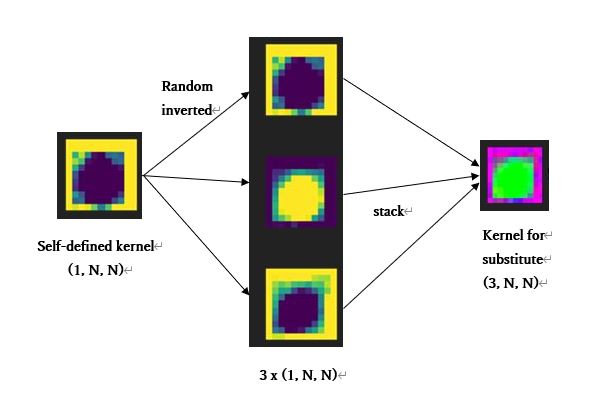 Random
inverted
Self-defined kernel
(1, N, N)
stack
Kernel for
substitute
(3, N, N)
3 x (1, N, N)